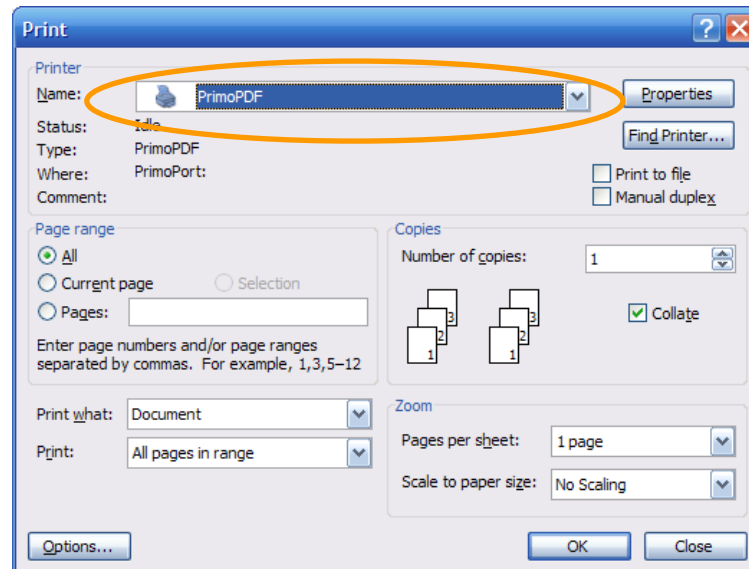 Print
Printer
Name: PrimoPDF Properties
Status: Idle Find Printer...
Type: PrimoPDF
Where: PrimoPort: Print to file
Comment: Manual duplex
Page range
All
Current page Selection
Pages:
Enter page numbers and/or page ranges
separated by commas. For example, 1,3,5–12
Copies
Number of copies: 1
3 3
2 2
1 1
Collate
Print what: Document
Print: All pages in range
Zoom
Pages per sheet: 1 page
Scale to paper size: No Scaling
Options... OK Close